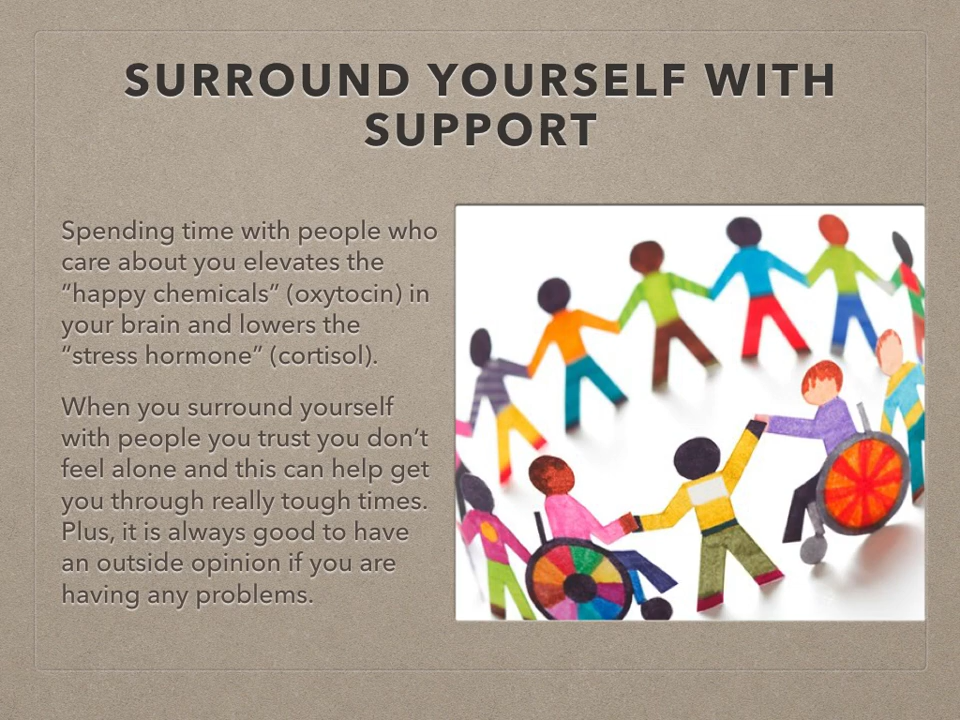 SURROUND YOURSELF WITH
SUPPORT
Spending time with people who
care about you elevates the
“happy chemicals” (oxytocin) in
your brain and lowers the
“stress hormone” (cortisol).
When you surround yourself
with people you trust you don’t
feel alone and this can help get
you through really tough times.
Plus, it is always good to have
an outside opinion if you are
having any problems.